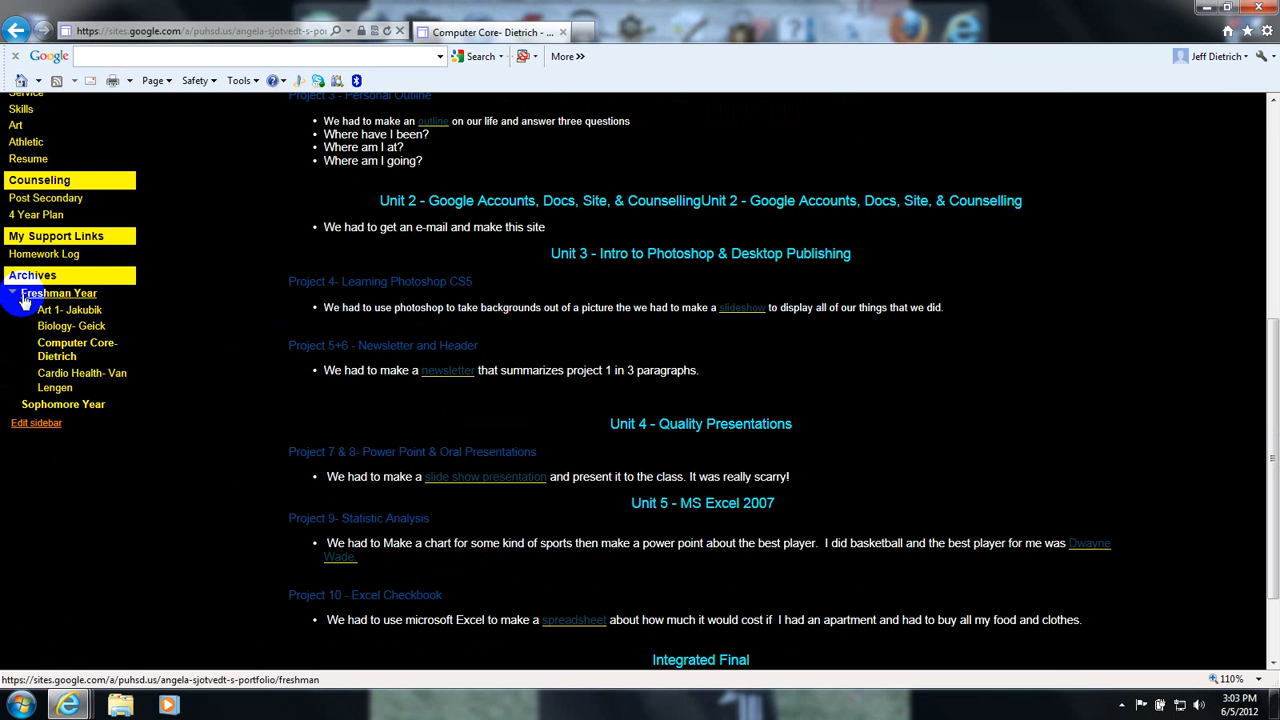 https://sites.google.com/a/puhsd.us/angela-sjotvedt-s-por
Computer Core- Dietrich - ...
Google
Search
More »
Jeff Dietrich
Page
Safety
Tools
Service
Skills
Art
Athletic
Resume
Counseling
Post Secondary
4 Year Plan
My Support Links
Homework Log
Archives
Freshman Year
Art 1- Jakubik
Biology- Geick
Computer Core-
Dietrich
Cardio Health- Van
Lengen
Sophomore Year
Edit sidebar
Project 3 - Personal Outline
We had to make an outline on our life and answer three questions
Where have I been?
Where am I at?
Where am I going?
Unit 2 - Google Accounts, Docs, Site, & CounsellingUnit 2 - Google Accounts, Docs, Site, & Counselling
We had to get an e-mail and make this site
Unit 3 - Intro to Photoshop & Desktop Publishing
Project 4- Learning Photoshop CS5
We had to use photoshop to take backgrounds out of a picture the we had to make a slideshow to display all of our things that we did.
Project 5+6 - Newsletter and Header
We had to make a newsletter that summarizes project 1 in 3 paragraphs.
Unit 4 - Quality Presentations
Project 7 & 8- Power Point & Oral Presentations
We had to make a slide show presentation and present it to the class. It was really scarry!
Unit 5 - MS Excel 2007
Project 9- Statistic Analysis
We had to Make a chart for some kind of sports then make a power point about the best player. I did basketball and the best player for me was Dwayne
Wade.
Project 10 - Excel Checkbook
We had to use microsoft Excel to make a spreadsheet about how much it would cost if I had an apartment and had to buy all my food and clothes.
Integrated Final
https://sites.google.com/a/puhsd.us/angela-sjotvedt-s-portfolio/freshman
110%
3:03 PM
6/5/2012